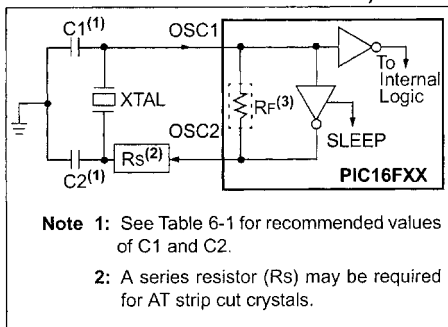 C1(1)
OSC1
To
Internal
Logic
XTAL
RF(3)
OSC2
SLEEP
Rs(2)
C2(1)
PIC16FXX
Note 1: See Table 6-1 for recommended values
of C1 and C2.
2: A series resistor (Rs) may be required
for AT strip cut crystals.